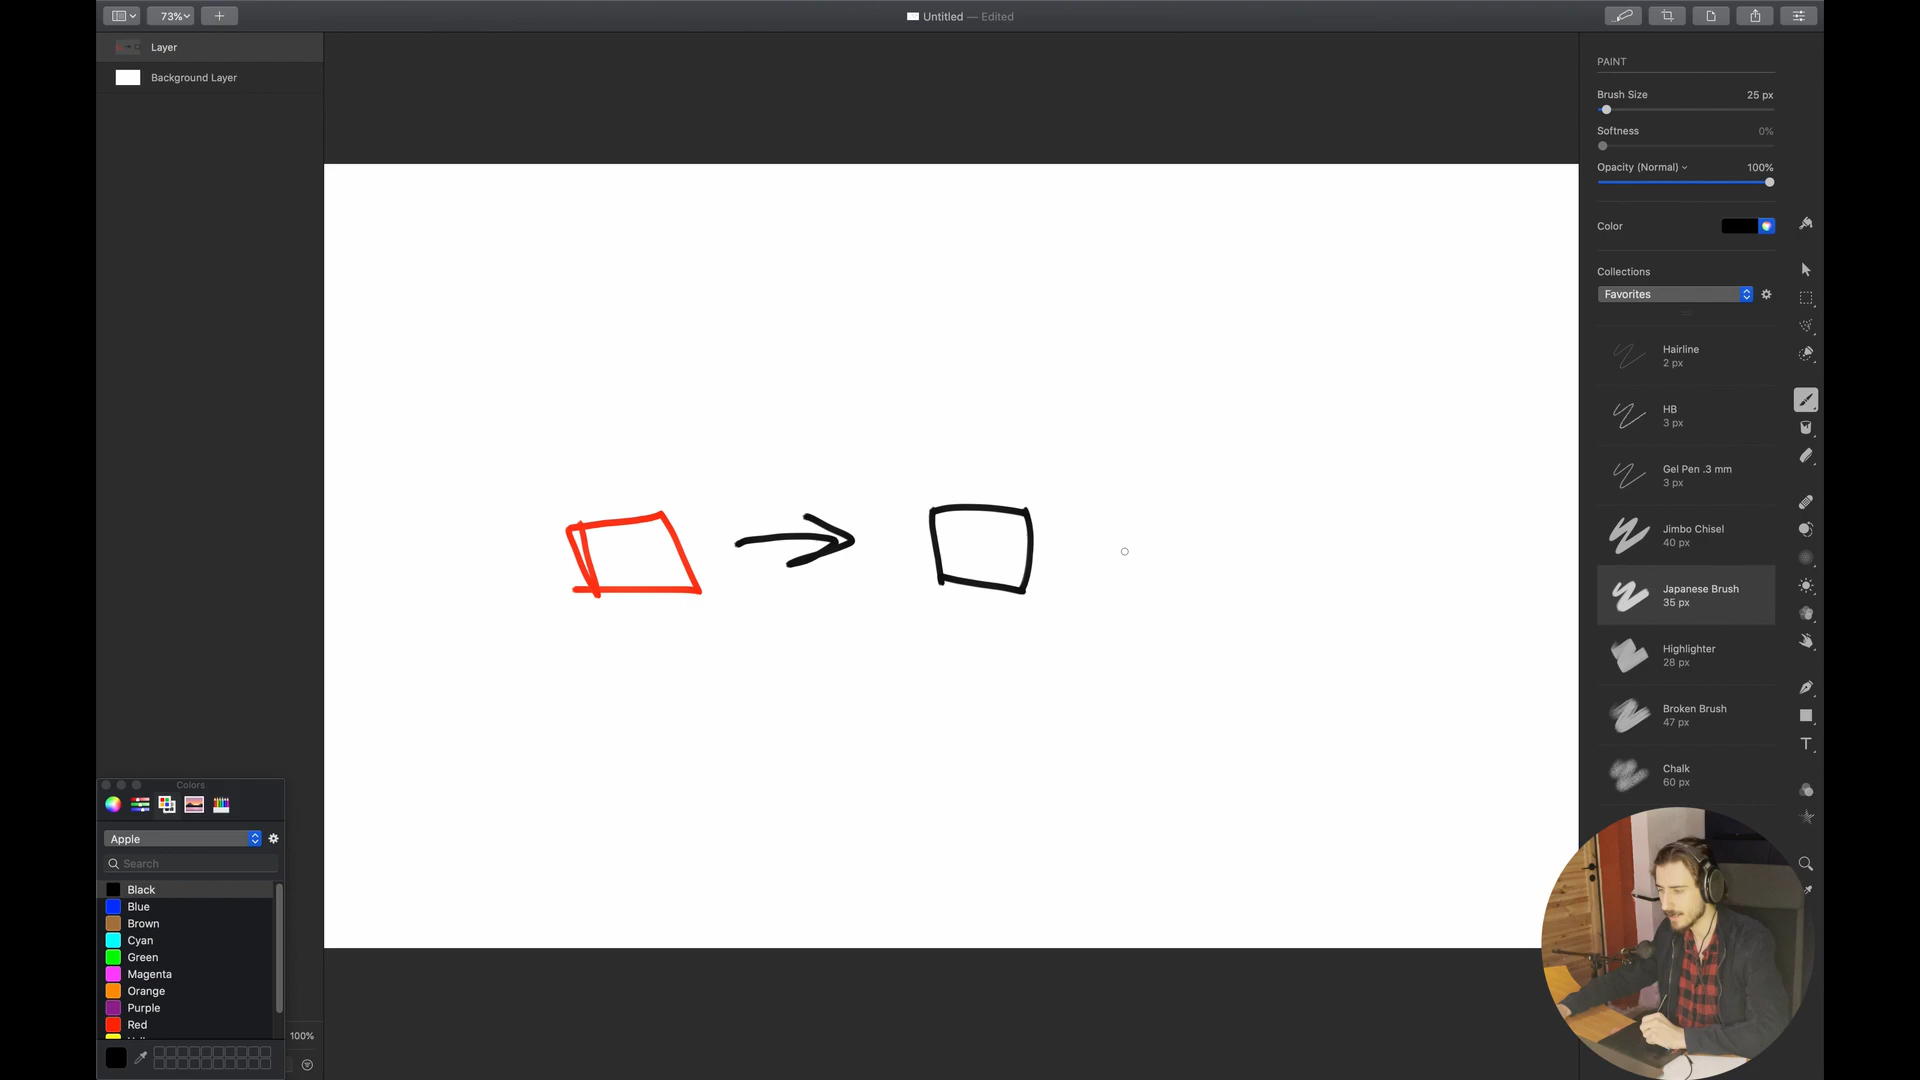 73%
Untitled — Edited
Layer
Background Layer
PAINT
Brush Size 25 px
Softness 0%
Opacity (Normal) 100%
Color
Collections
Favorites
Hairline
2 px
HB
3 px
Gel Pen .3 mm
3 px
Jimbo Chisel
40 px
Japanese Brush
35 px
Highlighter
28 px
Broken Brush
47 px
Chalk
60 px
Colors
Apple
Search
Black
Blue
Brown
Cyan
Green
Magenta
Orange
Purple
Red
100%